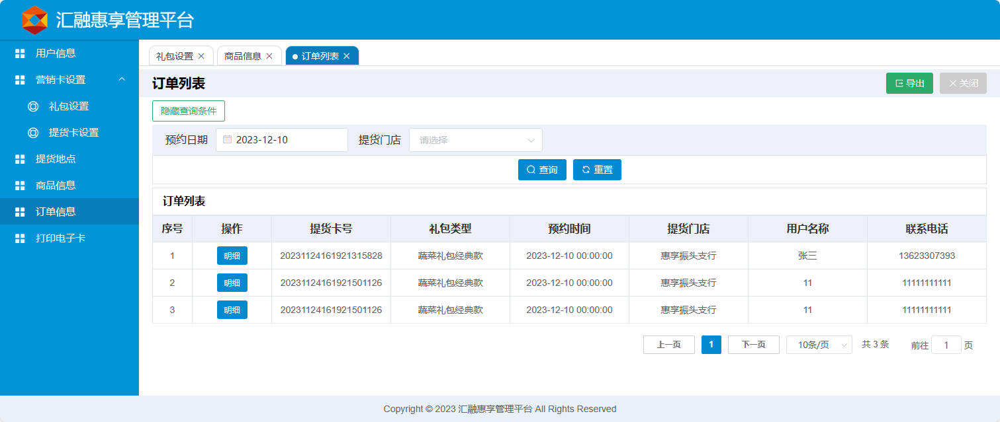 汇融惠享管理平台
用户信息
营销卡设置
礼包设置
提货卡设置
提货地点
商品信息
订单信息
打印电子卡
礼包设置 商品信息 订单列表
订单列表 导出 关闭
隐藏查询条件
预约日期 2023-12-10 提货门店 请选择
查询 重置
订单列表
序号 操作 提货卡号 礼包类型 预约时间 提货门店 用户名称 联系电话
1 明细 20231124161921315828 蔬菜礼包经典款 2023-12-10 00:00:00 惠享振头支行 张三 13623307393
2 明细 20231124161921501126 蔬菜礼包经典款 2023-12-10 00:00:00 惠享振头支行 11 11111111111
3 明细 20231124161921501126 蔬菜礼包经典款 2023-12-10 00:00:00 惠享振头支行 11 11111111111
上一页 1 下一页 10条/页 共 3 条 前往 1 页
Copyright © 2023 汇融惠享管理平台 All Rights Reserved